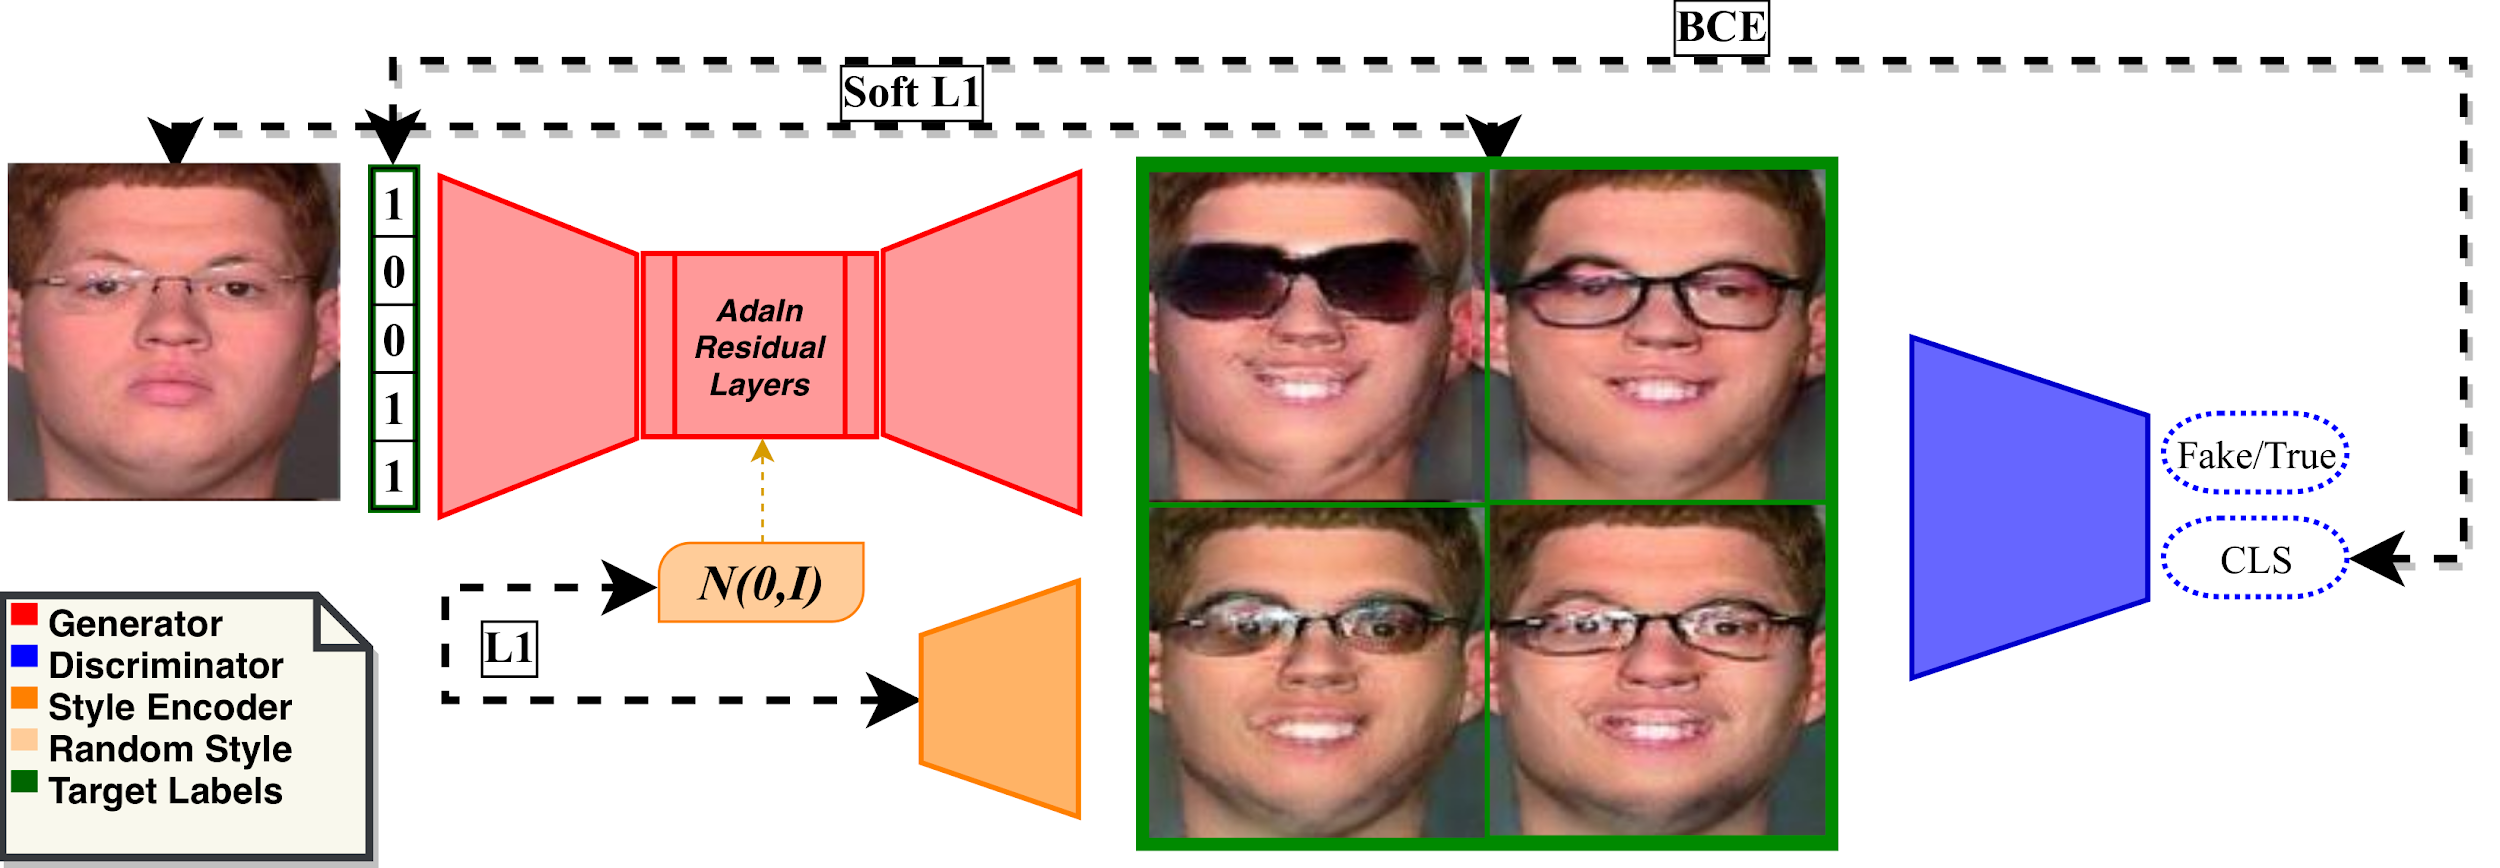 BCE
Soft L1
1
0
0
1
1
AdaIn
Residual
Layers
N(0,I)
L1
Fake/True
CLS
Generator
Discriminator
Style Encoder
Random Style
Target Labels